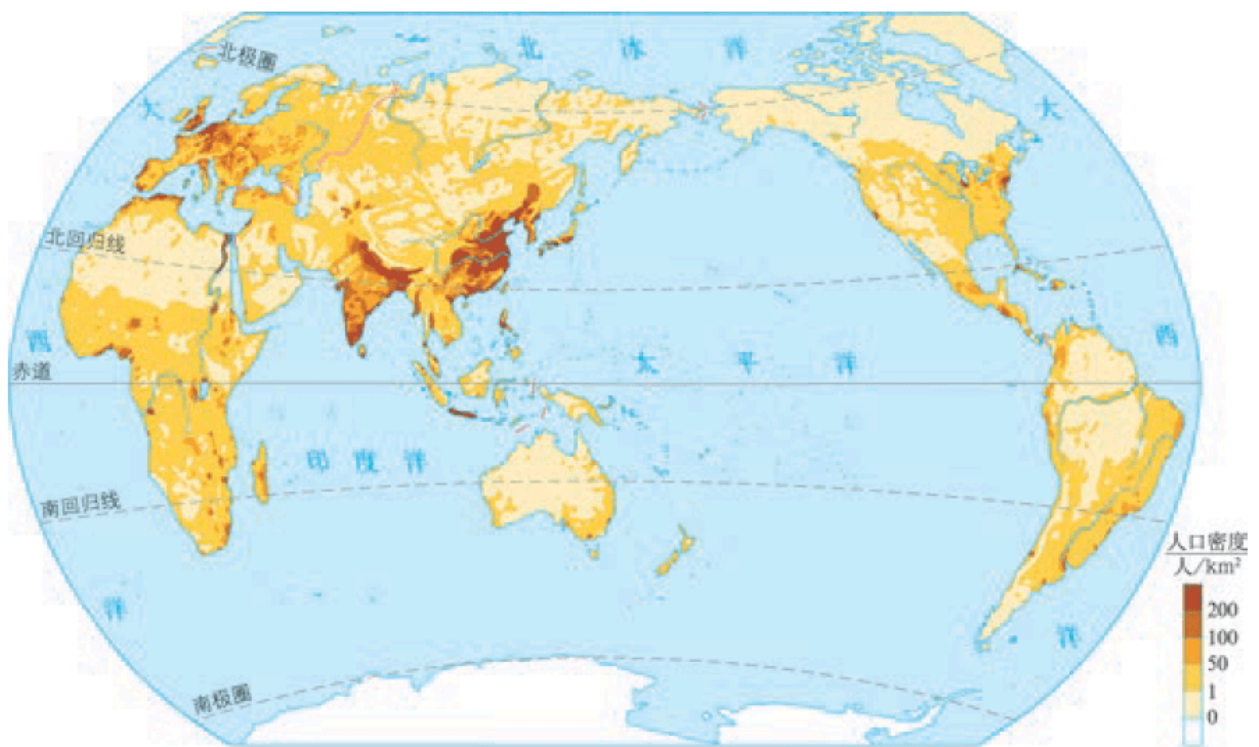 北极圈
北冰洋
大
西
洋
大
西
洋
北回归线
太平洋
赤道
印度洋
南回归线
南极圈
人口密度
人/km²
200
100
50
1
0